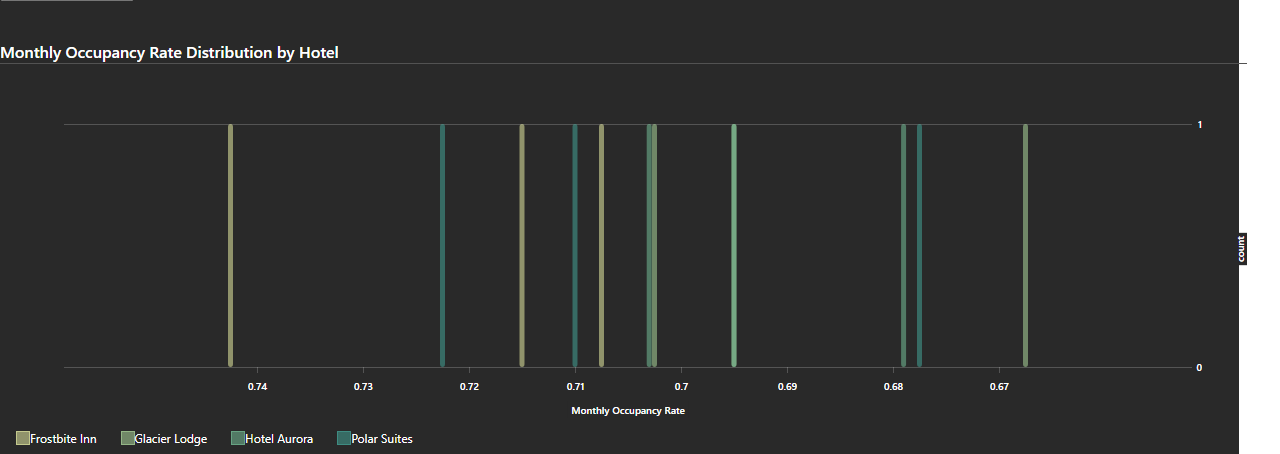 Monthly Occupancy Rate Distribution by Hotel
1
count
0
0.74 0.73 0.72 0.71 0.7 0.69 0.68 0.67
Monthly Occupancy Rate
Frostbite Inn Glacier Lodge Hotel Aurora Polar Suites